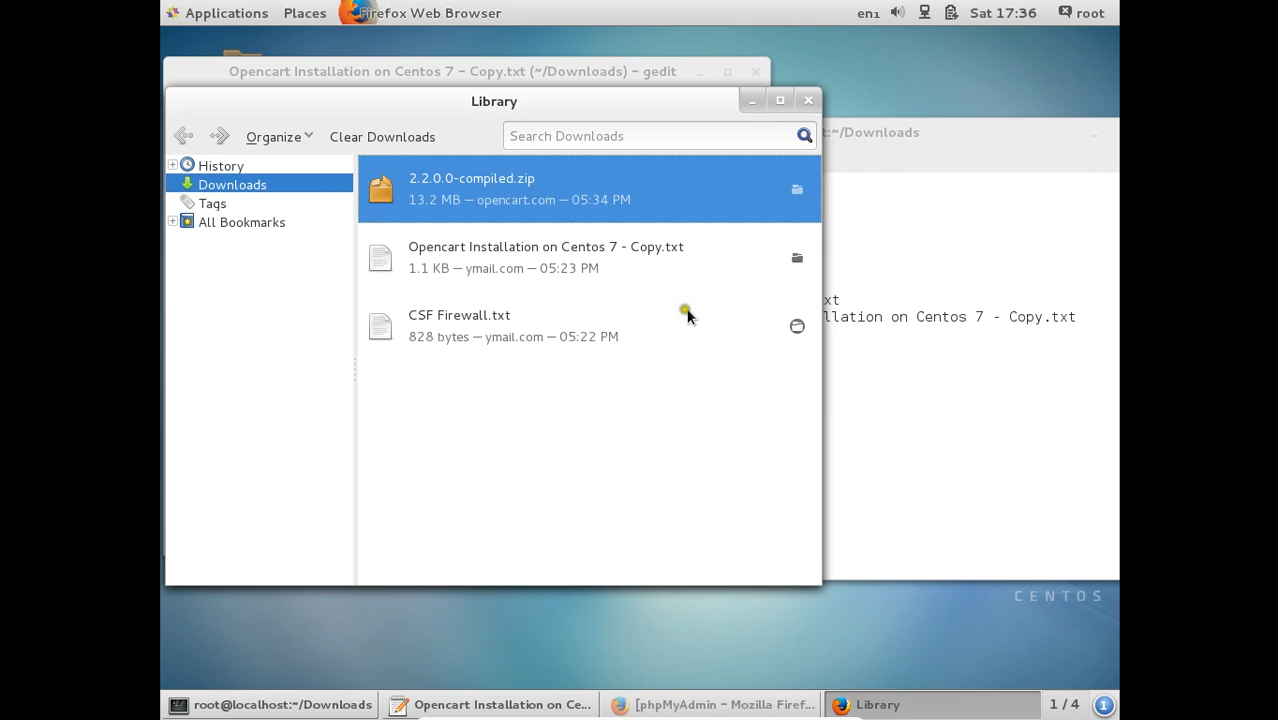 Applications Places Firefox Web Browser en1 Sat 17:36 root
Opencart Installation on Centos 7 – Copy.txt (~/Downloads) – gedit
Library
:~/Downloads
Organize Clear Downloads Search Downloads
History
Downloads
Tags
All Bookmarks
2.2.0.0-compiled.zip
13.2 MB — opencart.com — 05:34 PM
Opencart Installation on Centos 7 - Copy.txt
1.1 KB — ymail.com — 05:23 PM
CSF Firewall.txt
828 bytes — ymail.com — 05:22 PM
xt
llation on Centos 7 - Copy.txt
CENTOS
root@localhost:~/Downloads Opencart Installation on Ce... [phpMyAdmin – Mozilla Firef... Library 1 / 4 1